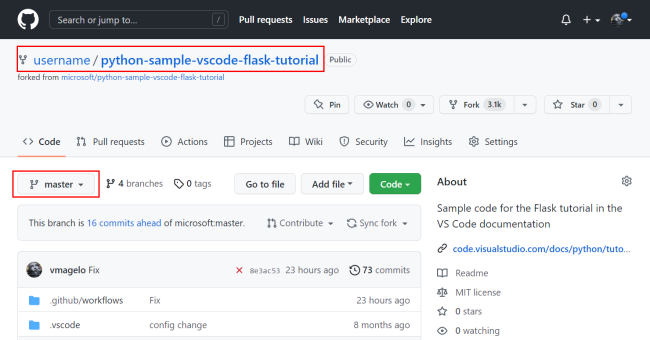 Search or jump to... /
Pull requests Issues Marketplace Explore
username / python-sample-vscode-flask-tutorial Public
forked from microsoft/python-sample-vscode-flask-tutorial
Pin Watch 0 Fork 3.1k Star 0
Code Pull requests Actions Projects Wiki Security Insights Settings
master 4 branches 0 tags Go to file Add file Code
This branch is 16 commits ahead of microsoft:master. Contribute Sync fork
vmagelo Fix 8e3ac53 23 hours ago 73 commits
.github/workflows Fix 23 hours ago
.vscode config change 8 months ago
About
Sample code for the Flask tutorial in the
VS Code documentation
code.visualstudio.com/docs/python/tuto...
Readme
MIT license
0 stars
0 watching